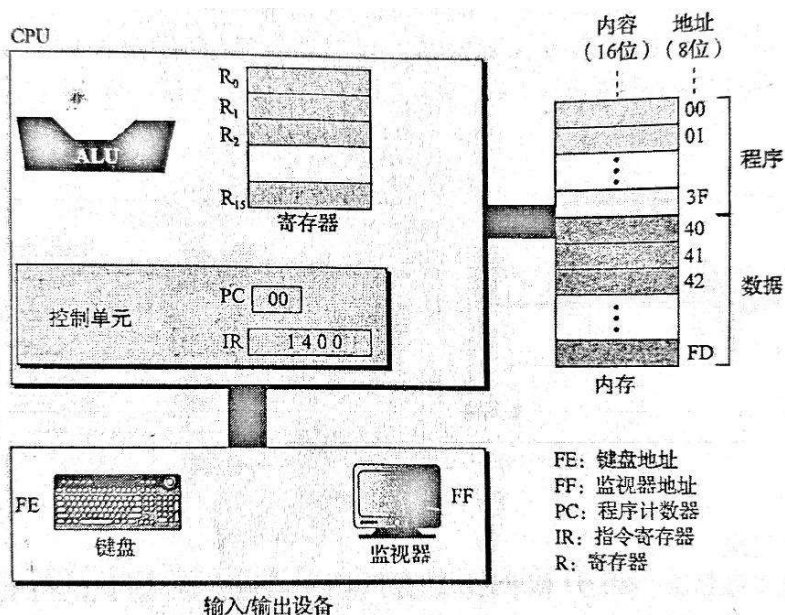 CPU
ALU
R0
R1
R2
R15
寄存器
控制单元
PC 00
IR 1400
内容 地址
(16位) (8位)
00
01
3F
程序
40
41
42
FD
数据
内存
FE
键盘
监视器
FF
输入/输出设备
FE: 键盘地址
FF: 监视器地址
PC: 程序计数器
IR: 指令寄存器
R: 寄存器